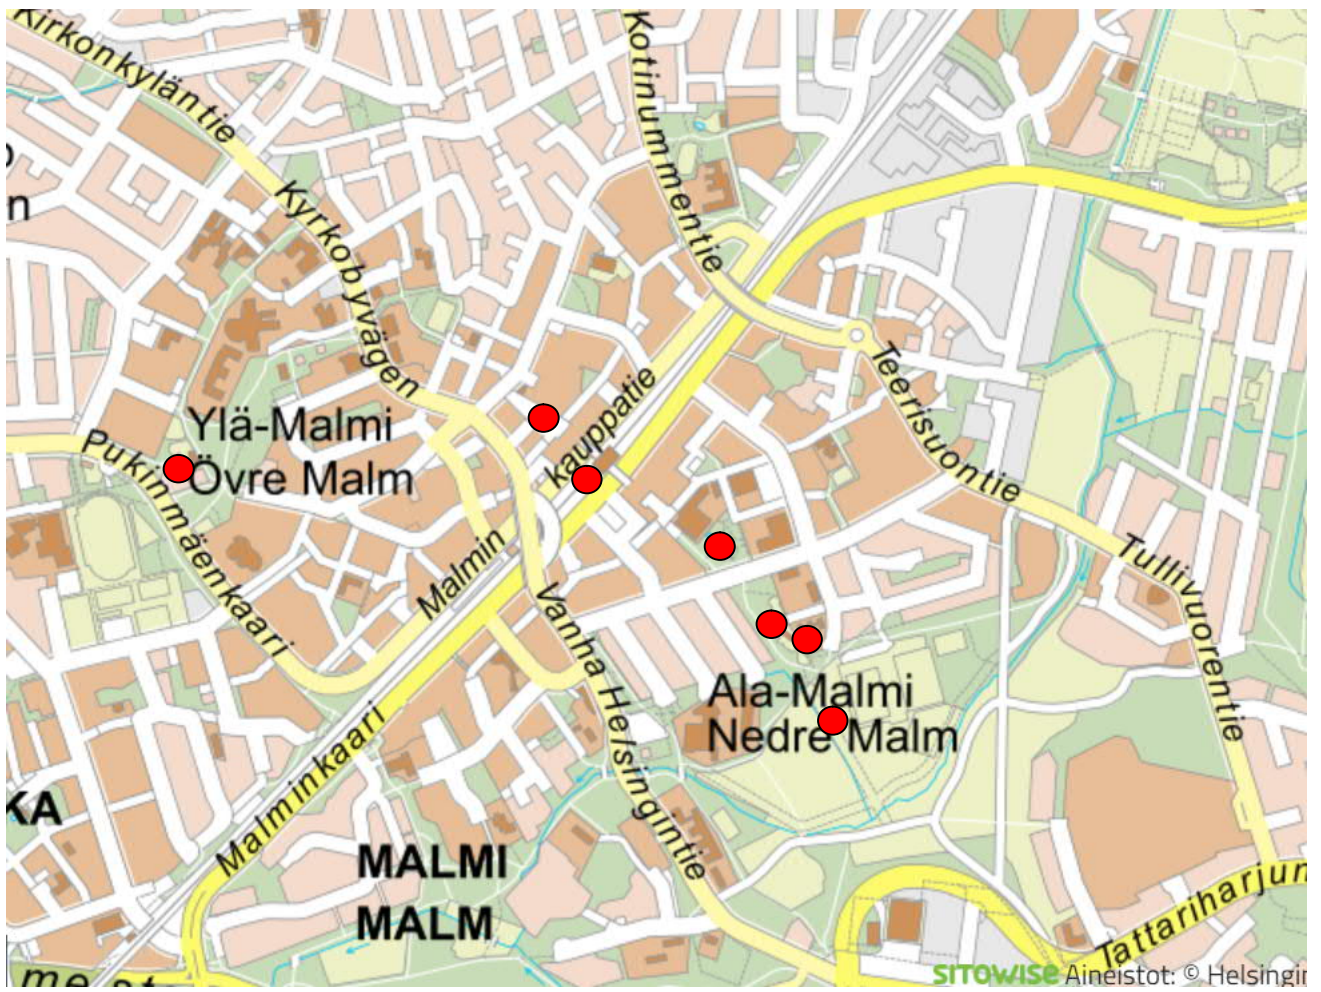 Kirkonkyläntie
Kotinummentie
n
Kyrkobyvägen
Teerisuontie
kauppatie
Ylä-Malmi
Övre Malm
Pukinmäenkaari
Malmin
Tullivuorentie
Vanha Helsingintie
Ala-Malmi
Nedre Malm
Malminkaari
KA
MALMI
MALM
Tattariharjun
SITOWISE Aineistot: © Helsingin